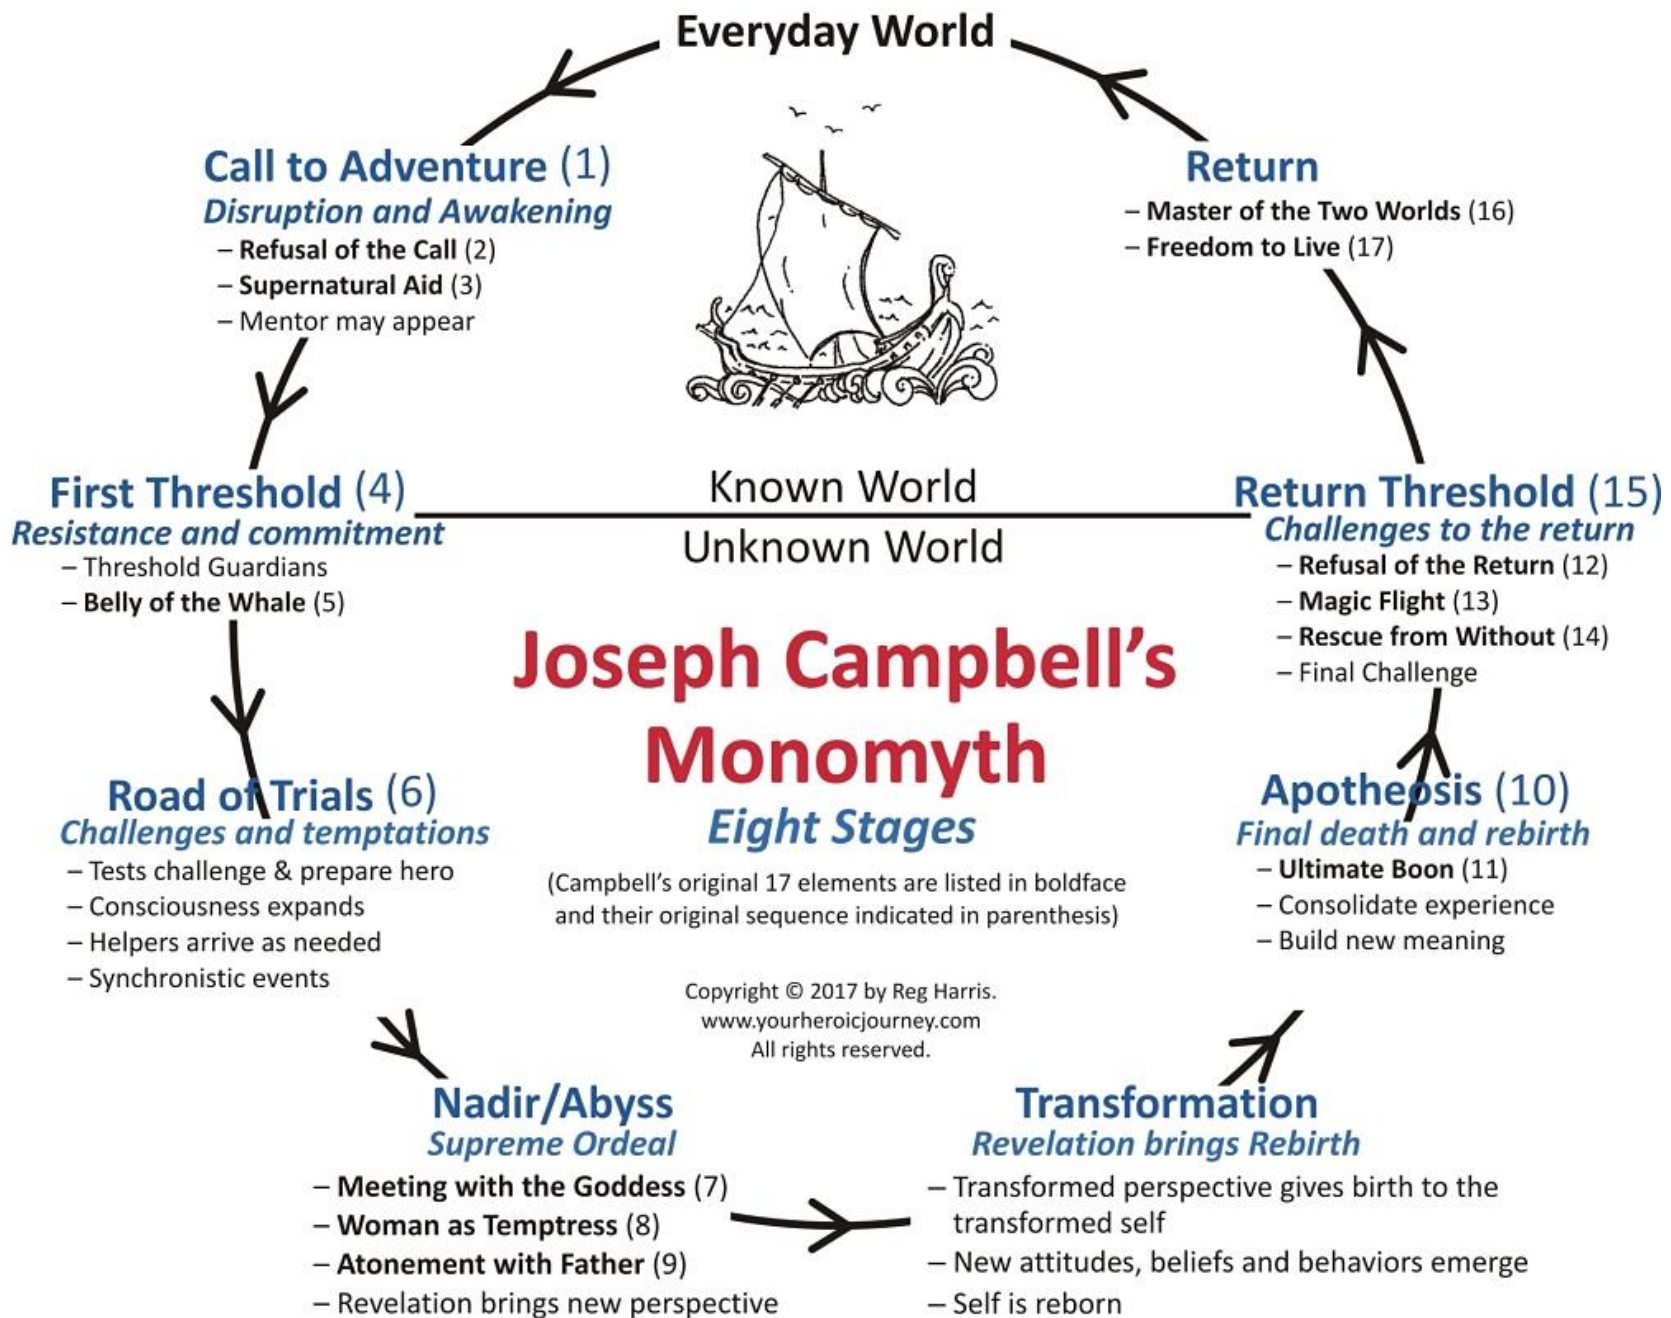 Everyday World
Call to Adventure (1)
Disruption and Awakening
– Refusal of the Call (2)
– Supernatural Aid (3)
– Mentor may appear
Return
– Master of the Two Worlds (16)
– Freedom to Live (17)
First Threshold (4)
Resistance and commitment
– Threshold Guardians
– Belly of the Whale (5)
Known World
Unknown World
Return Threshold (15)
Challenges to the return
– Refusal of the Return (12)
– Magic Flight (13)
– Rescue from Without (14)
– Final Challenge
Joseph Campbell’s
Monomyth
Eight Stages
(Campbell’s original 17 elements are listed in boldface
and their original sequence indicated in parenthesis)
Copyright © 2017 by Reg Harris.
www.yourheroicjourney.com
All rights reserved.
Road of Trials (6)
Challenges and temptations
– Tests challenge & prepare hero
– Consciousness expands
– Helpers arrive as needed
– Synchronistic events
Apotheosis (10)
Final death and rebirth
– Ultimate Boon (11)
– Consolidate experience
– Build new meaning
Nadir/Abyss
Supreme Ordeal
– Meeting with the Goddess (7)
– Woman as Temptress (8)
– Atonement with Father (9)
– Revelation brings new perspective
Transformation
Revelation brings Rebirth
– Transformed perspective gives birth to the
transformed self
– New attitudes, beliefs and behaviors emerge
– Self is reborn